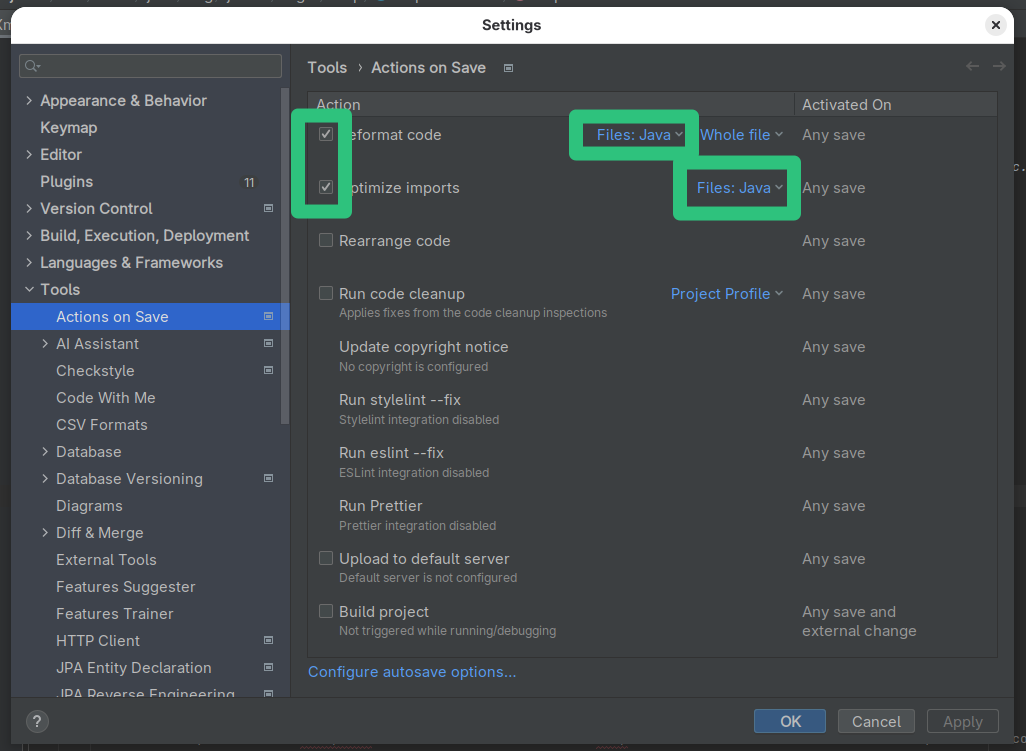 Settings
Tools › Actions on Save
Appearance & Behavior
Keymap
Editor
Plugins 11
Version Control
Build, Execution, Deployment
Languages & Frameworks
Tools
Actions on Save
AI Assistant
Checkstyle
Code With Me
CSV Formats
Database
Database Versioning
Diagrams
Diff & Merge
External Tools
Features Suggester
Features Trainer
HTTP Client
JPA Entity Declaration
JPA Reverse Engineering
Action Activated On
eformat code Files: Java Whole file Any save
ptimize imports Files: Java Any save
Rearrange code Any save
Run code cleanup Project Profile Any save
Applies fixes from the code cleanup inspections
Update copyright notice Any save
No copyright is configured
Run stylelint --fix Any save
Stylelint integration disabled
Run eslint --fix Any save
ESLint integration disabled
Run Prettier Any save
Prettier integration disabled
Upload to default server Any save
Default server is not configured
Build project Any save and
Not triggered while running/debugging external change
Configure autosave options...
? OK Cancel Apply